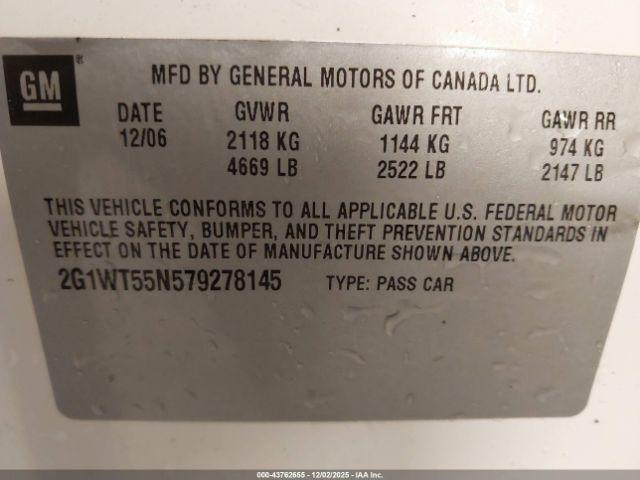 GM ®
MFD BY GENERAL MOTORS OF CANADA LTD.
DATE GVWR GAWR FRT GAWR RR
12/06 2118 KG 1144 KG 974 KG
4669 LB 2522 LB 2147 LB
THIS VEHICLE CONFORMS TO ALL APPLICABLE U.S. FEDERAL MOTOR
VEHICLE SAFETY, BUMPER, AND THEFT PREVENTION STANDARDS IN
EFFECT ON THE DATE OF MANUFACTURE SHOWN ABOVE.
2G1WT55N579278145 TYPE: PASS CAR
000-43762655 - 12/02/2025 - IAA Inc.